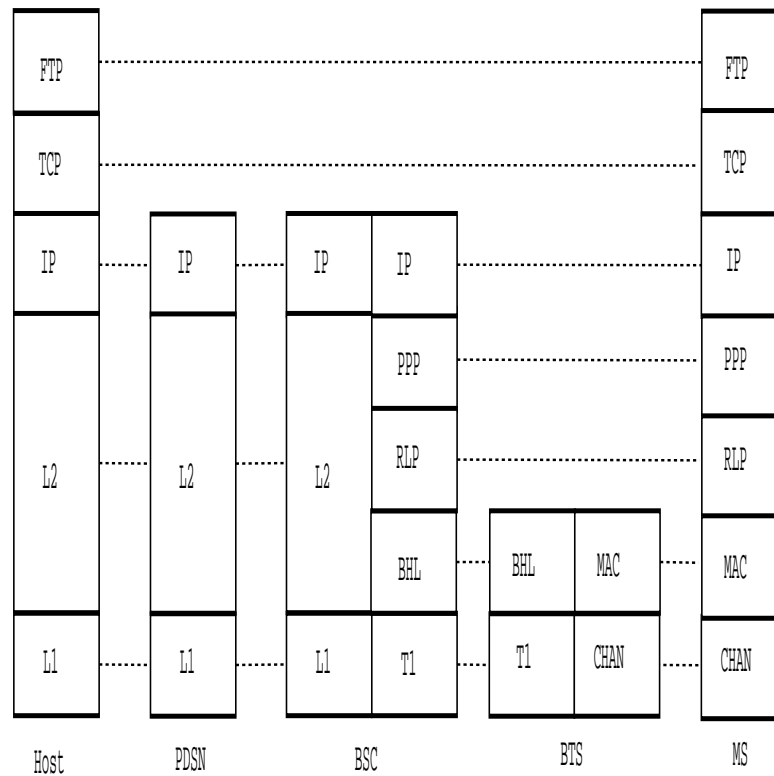 FTP FTP
TCP TCP
IP IP IP IP IP
PPP PPP
L2 L2 L2 RLP RLP
BHL BHL MAC MAC
L1 L1 L1 T1 T1 CHAN CHAN
Host PDSN BSC BTS MS